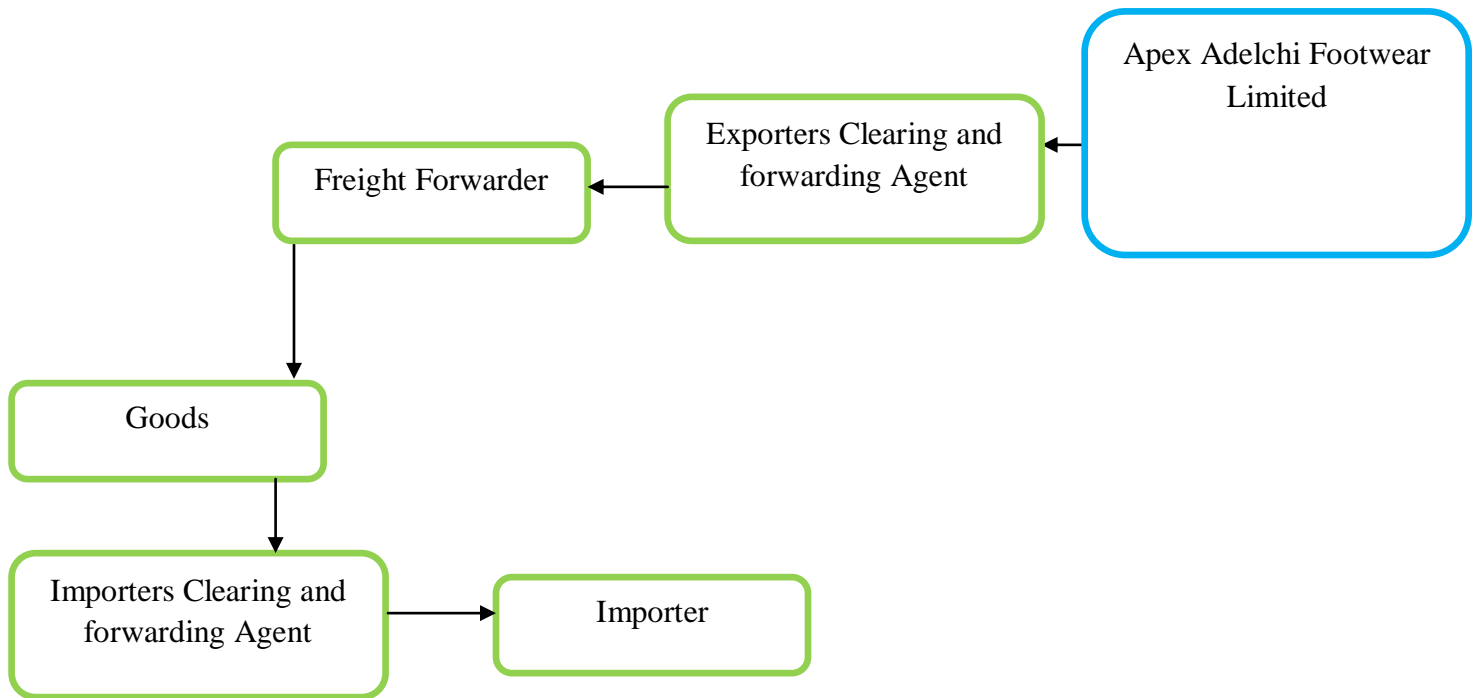 Apex Adelchi Footwear
Limited
Exporters Clearing and
forwarding Agent
Freight Forwarder
Goods
Importers Clearing and
forwarding Agent
Importer